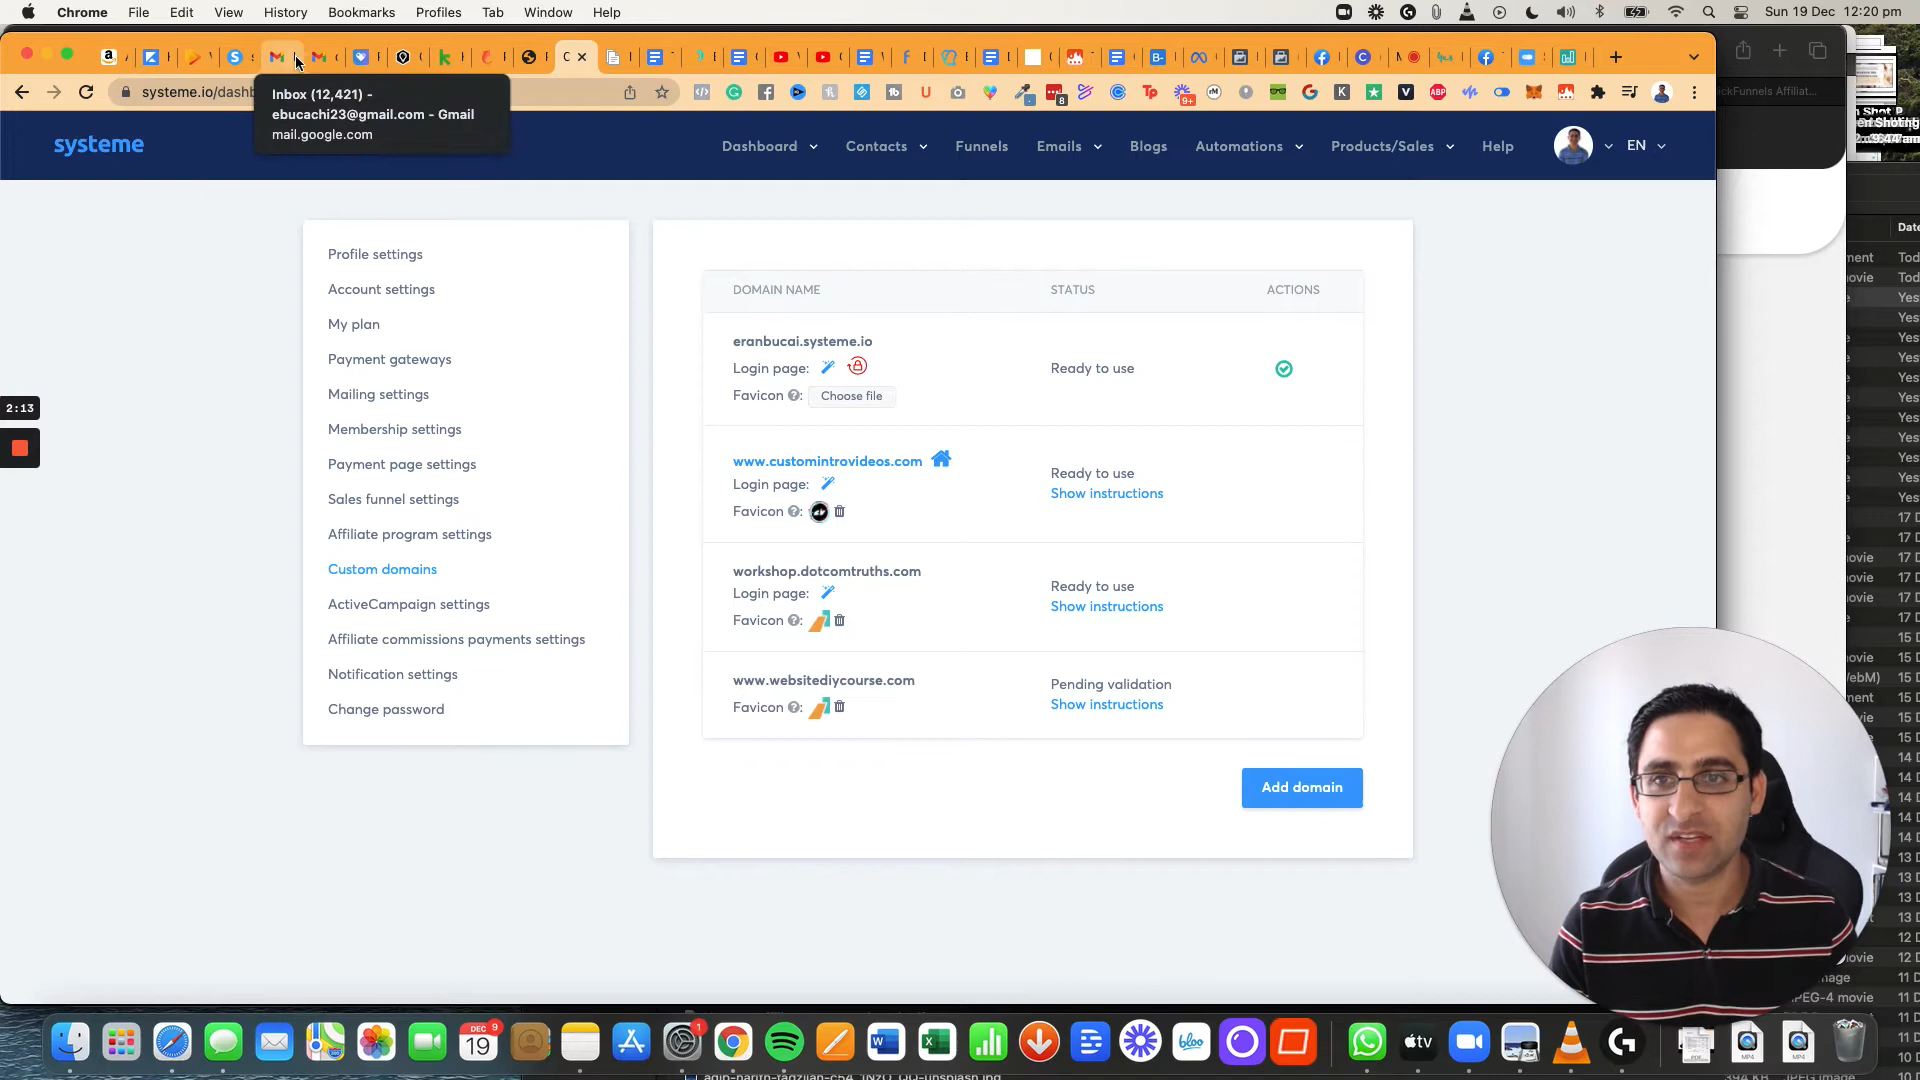 Chrome File Edit View History Bookmarks Profiles Tab Window Help
Sun 19 Dec 12:20 pm
systeme.io/dashb
Inbox (12,421) -
ebucachi23@gmail.com - Gmail
mail.google.com
systeme
Dashboard Contacts Funnels Emails Blogs Automations Products/Sales Help EN
Profile settings
Account settings
My plan
Payment gateways
Mailing settings
Membership settings
Payment page settings
Sales funnel settings
Affiliate program settings
Custom domains
ActiveCampaign settings
Affiliate commissions payments settings
Notification settings
Change password
DOMAIN NAME STATUS ACTIONS
eranbucai.systeme.io
Login page:
Favicon : Choose file
Ready to use
www.customintrovideos.com
Login page:
Favicon :
Ready to use
Show instructions
workshop.dotcomtruths.com
Login page:
Favicon :
Ready to use
Show instructions
www.websitediycourse.com
Favicon :
Pending validation
Show instructions
Add domain
2:13
ickFunnels Affiliat...
Date
DEC
19